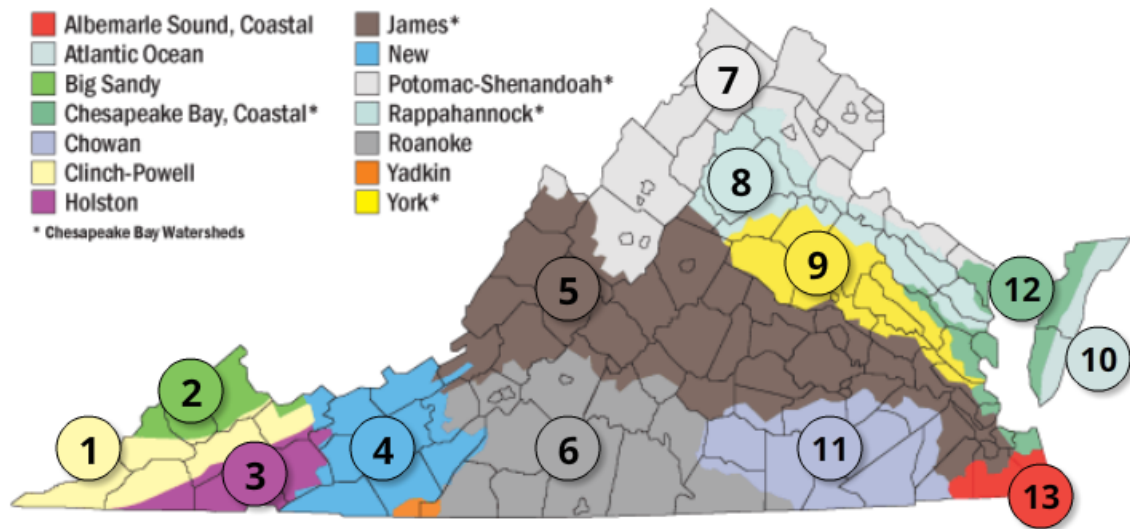 Albemarle Sound, Coastal
Atlantic Ocean
Big Sandy
Chesapeake Bay, Coastal*
Chowan
Clinch-Powell
Holston
* Chesapeake Bay Watersheds
James*
New
Potomac-Shenandoah*
Rappahannock*
Roanoke
Yadkin
York*
7
8
9
5
12
10
2
1
3
4
6
11
13